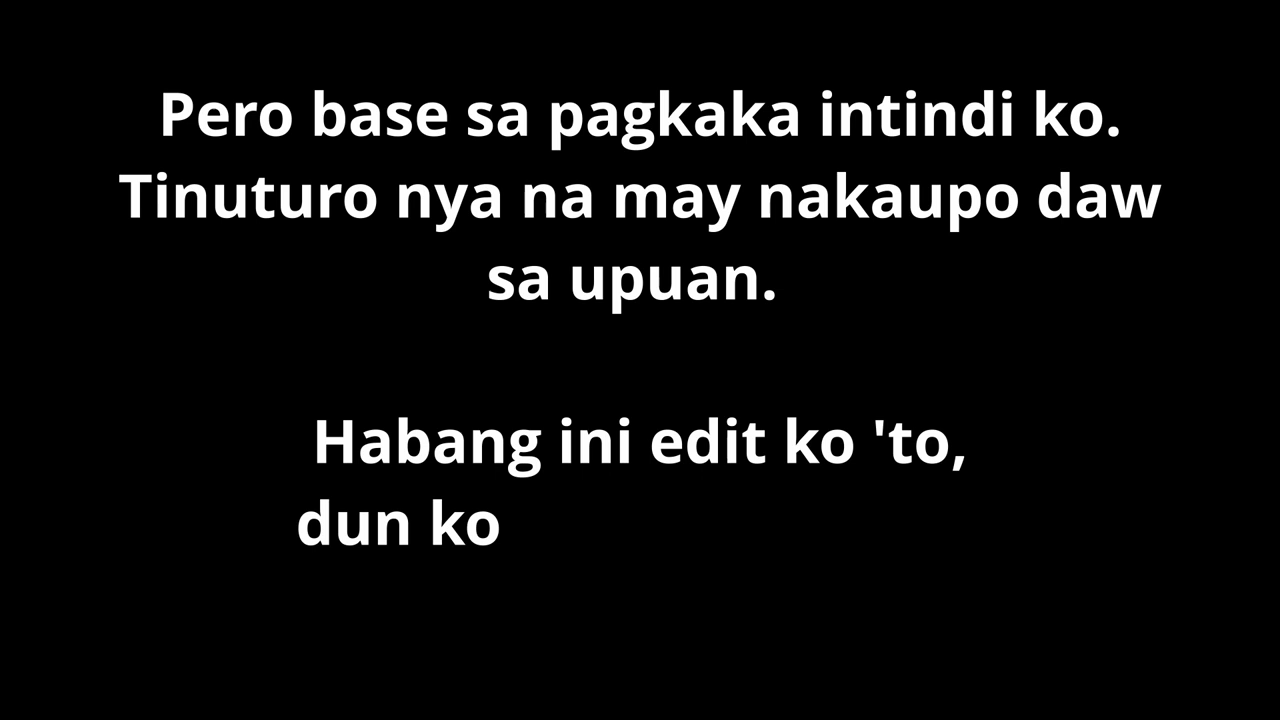 Pero base sa pagkaka intindi ko.
Tinuturo nya na may nakaupo daw
sa upuan.
Habang ini edit ko 'to,
dun ko